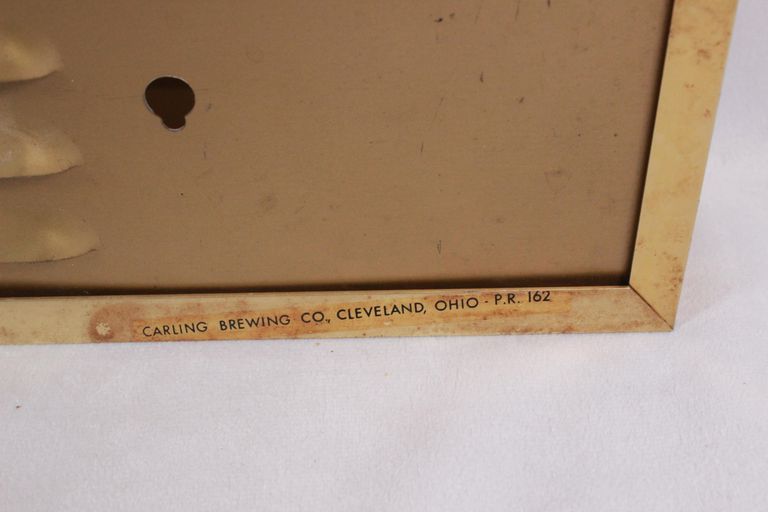 CARLING BREWING CO., CLEVELAND, OHIO - P.R. 162